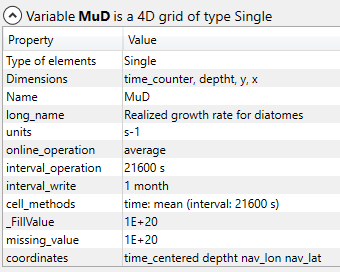 Variable MuD is a 4D grid of type Single
Property Value
Type of elements Single
Dimensions time_counter, deptht, y, x
Name MuD
long_name Realized growth rate for diatomes
units s-1
online_operation average
interval_operation 21600 s
interval_write 1 month
cell_methods time: mean (interval: 21600 s)
_FillValue 1E+20
missing_value 1E+20
coordinates time_centered deptht nav_lon nav_lat